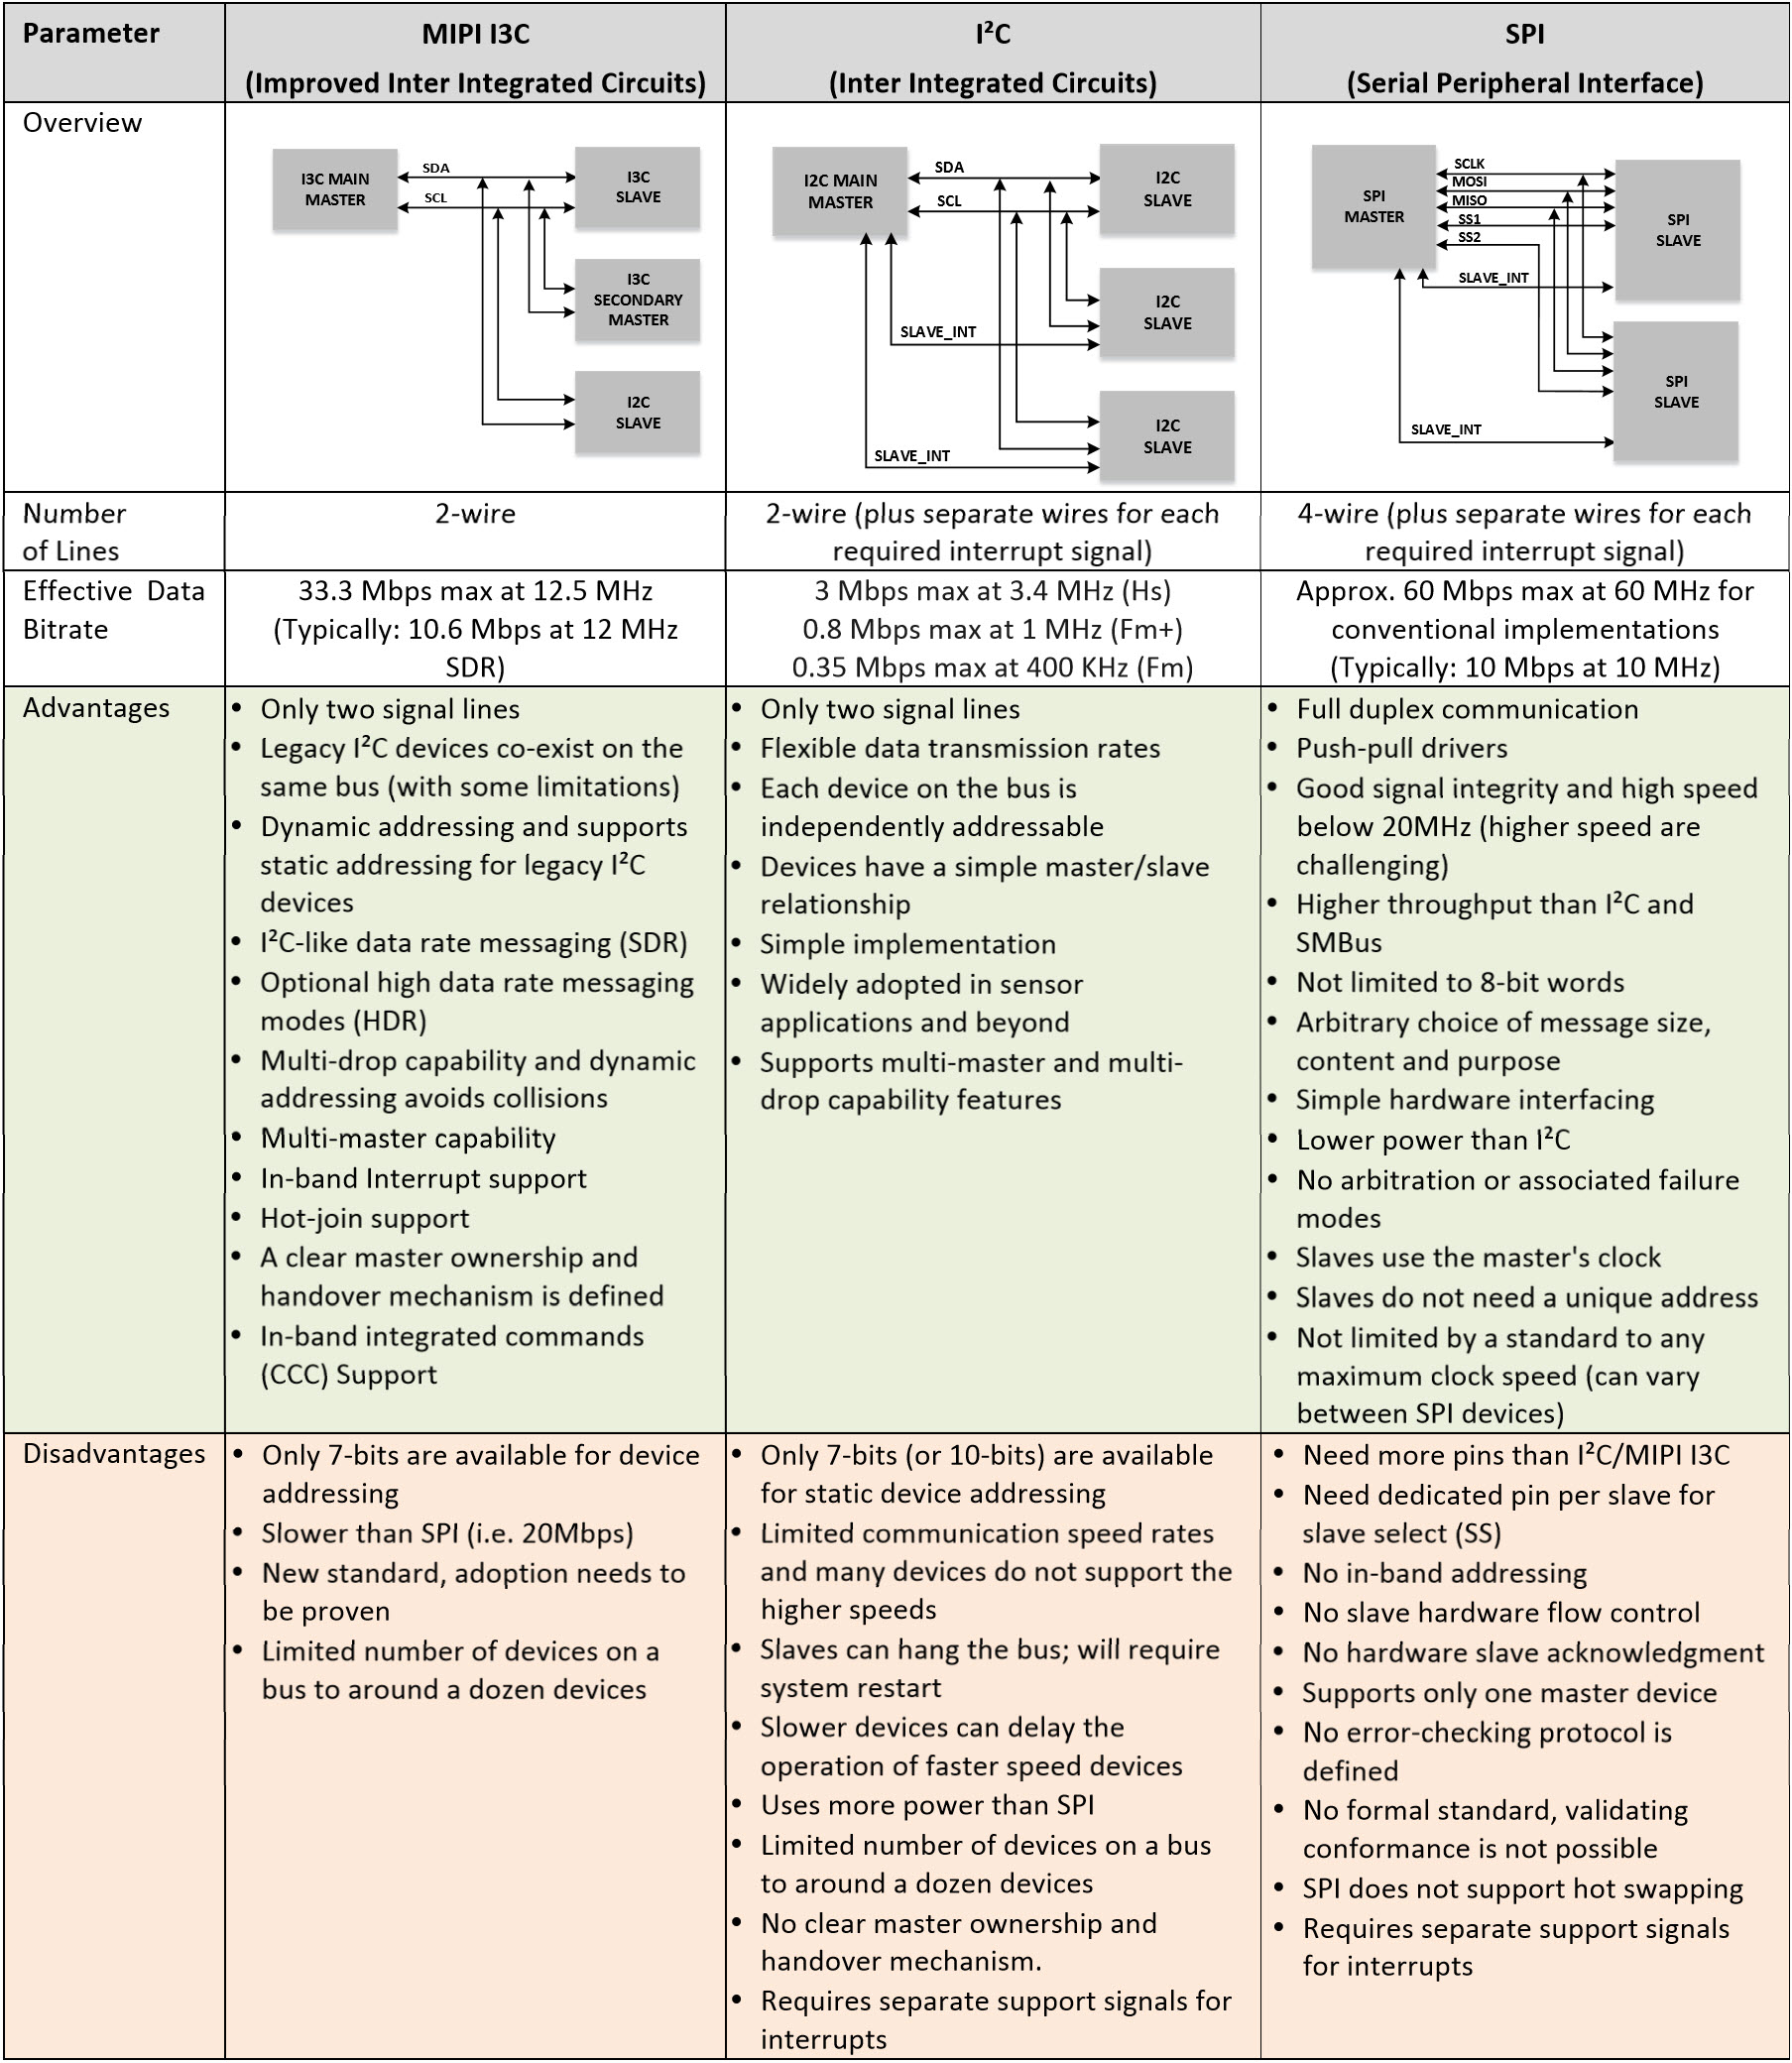 Parameter
MIPI I3C
(Improved Inter Integrated Circuits)
I²C
(Inter Integrated Circuits)
SPI
(Serial Peripheral Interface)
Overview
I3C MAIN
MASTER
SDA
SCL
I3C
SLAVE
I3C
SECONDARY
MASTER
I2C
SLAVE
I2C MAIN
MASTER
SDA
SCL
I2C
SLAVE
I2C
SLAVE
SLAVE_INT
I2C
SLAVE
SLAVE_INT
SPI
MASTER
SCLK
MOSI
MISO
SS1
SS2
SPI
SLAVE
SLAVE_INT
SPI
SLAVE
SLAVE_INT
Number
of Lines
2-wire
2-wire (plus separate wires for each
required interrupt signal)
4-wire (plus separate wires for each
required interrupt signal)
Effective Data
Bitrate
33.3 Mbps max at 12.5 MHz
(Typically: 10.6 Mbps at 12 MHz
SDR)
3 Mbps max at 3.4 MHz (Hs)
0.8 Mbps max at 1 MHz (Fm+)
0.35 Mbps max at 400 KHz (Fm)
Approx. 60 Mbps max at 60 MHz for
conventional implementations
(Typically: 10 Mbps at 10 MHz)
Advantages
• Only two signal lines
• Legacy I²C devices co-exist on the
same bus (with some limitations)
• Dynamic addressing and supports
static addressing for legacy I²C
devices
• I²C-like data rate messaging (SDR)
• Optional high data rate messaging
modes (HDR)
• Multi-drop capability and dynamic
addressing avoids collisions
• Multi-master capability
• In-band Interrupt support
• Hot-join support
• A clear master ownership and
handover mechanism is defined
• In-band integrated commands
(CCC) Support
• Only two signal lines
• Flexible data transmission rates
• Each device on the bus is
independently addressable
• Devices have a simple master/slave
relationship
• Simple implementation
• Widely adopted in sensor
applications and beyond
• Supports multi-master and multi-
drop capability features
• Full duplex communication
• Push-pull drivers
• Good signal integrity and high speed
below 20MHz (higher speed are
challenging)
• Higher throughput than I²C and
SMBus
• Not limited to 8-bit words
• Arbitrary choice of message size,
content and purpose
• Simple hardware interfacing
• Lower power than I²C
• No arbitration or associated failure
modes
• Slaves use the master's clock
• Slaves do not need a unique address
• Not limited by a standard to any
maximum clock speed (can vary
between SPI devices)
Disadvantages
• Only 7-bits are available for device
addressing
• Slower than SPI (i.e. 20Mbps)
• New standard, adoption needs to
be proven
• Limited number of devices on a
bus to around a dozen devices
• Only 7-bits (or 10-bits) are available
for static device addressing
• Limited communication speed rates
and many devices do not support the
higher speeds
• Slaves can hang the bus; will require
system restart
• Slower devices can delay the
operation of faster speed devices
• Uses more power than SPI
• Limited number of devices on a bus
to around a dozen devices
• No clear master ownership and
handover mechanism.
• Requires separate support signals for
interrupts
• Need more pins than I²C/MIPI I3C
• Need dedicated pin per slave for
slave select (SS)
• No in-band addressing
• No slave hardware flow control
• No hardware slave acknowledgment
• Supports only one master device
• No error-checking protocol is
defined
• No formal standard, validating
conformance is not possible
• SPI does not support hot swapping
• Requires separate support signals
for interrupts